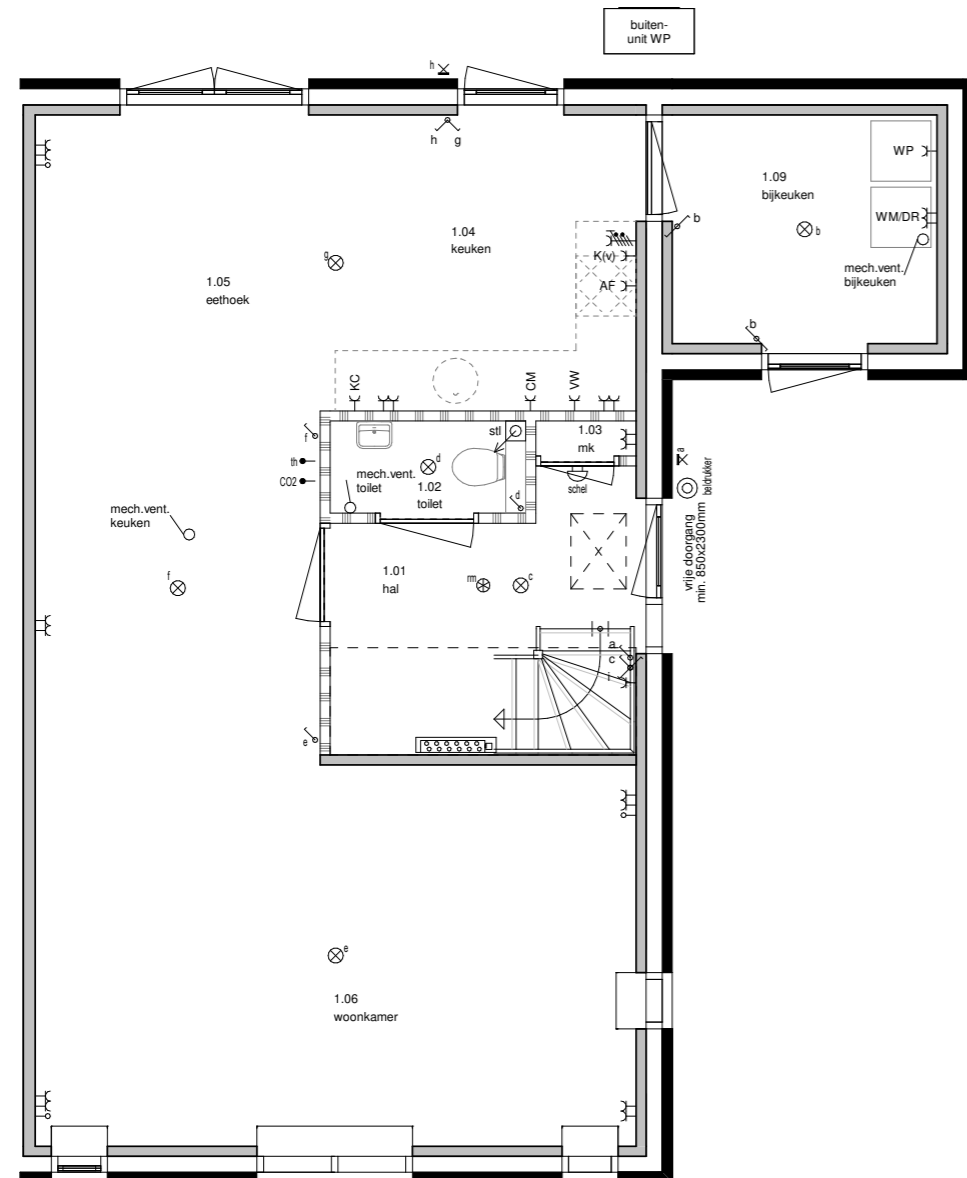 buiten-
unit WP
h
h g
WP
1.09
bijkeuken
WM/DR
b
b
mech.vent.
bijkeuken
b
1.04
keuken
K(v)
AF
g
1.05
eethoek
KC
CM
VW
f
th
CO2
stl
d
mech.vent.
toilet
1.02
toilet
d
1.03
mk
schel
a
beldrukker
vrije doorgang
min. 850x2300mm
mech.vent.
keuken
f
1.01
hal
rm
c
X
a
c
i
e
e
1.06
woonkamer